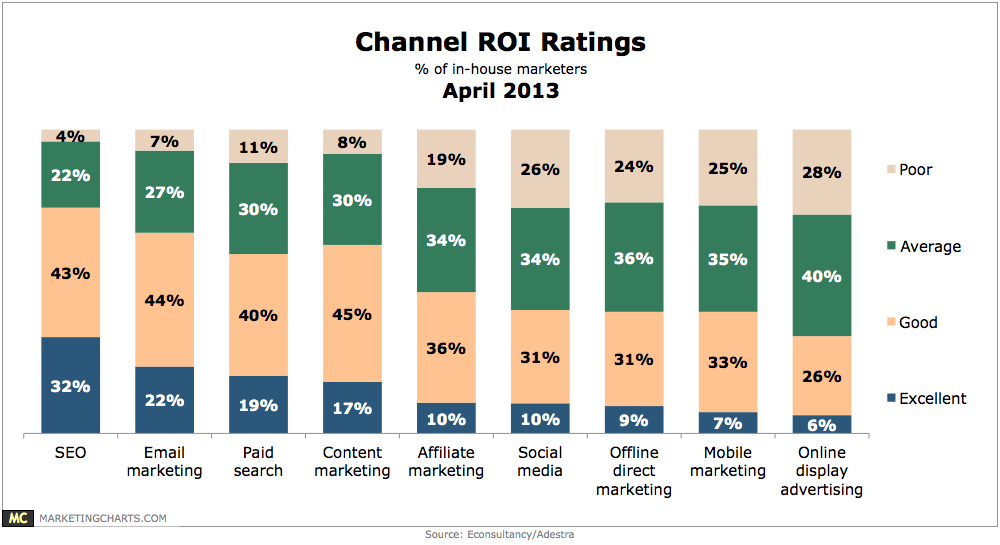 Channel ROI Ratings
% of in-house marketers
April 2013
4% 7% 11% 8% 19% 26% 24% 25% 28%
22% 27% 30% 30% 34% 34% 36% 35% 40%
43% 44% 40% 45% 36% 31% 31% 33% 26%
32% 22% 19% 17% 10% 10% 9% 7% 6%
Poor
Average
Good
Excellent
SEO Email Paid Content Affiliate Social Offline Mobile Online
marketing search marketing marketing media direct marketing display
marketing advertising
MC MARKETINGCHARTS.COM
Source: Econsultancy/Adestra